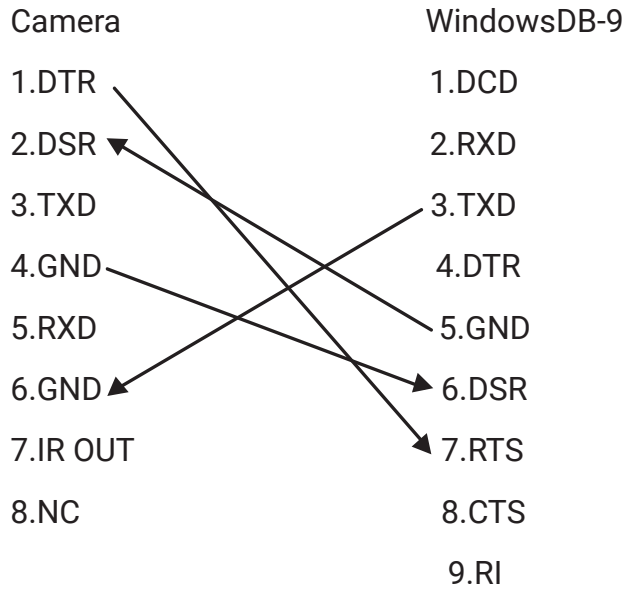 Camera
WindowsDB-9
1.DTR
1.DCD
2.DSR
2.RXD
3.TXD
3.TXD
4.GND
4.DTR
5.RXD
5.GND
6.GND
6.DSR
7.IR OUT
7.RTS
8.NC
8.CTS
9.RI